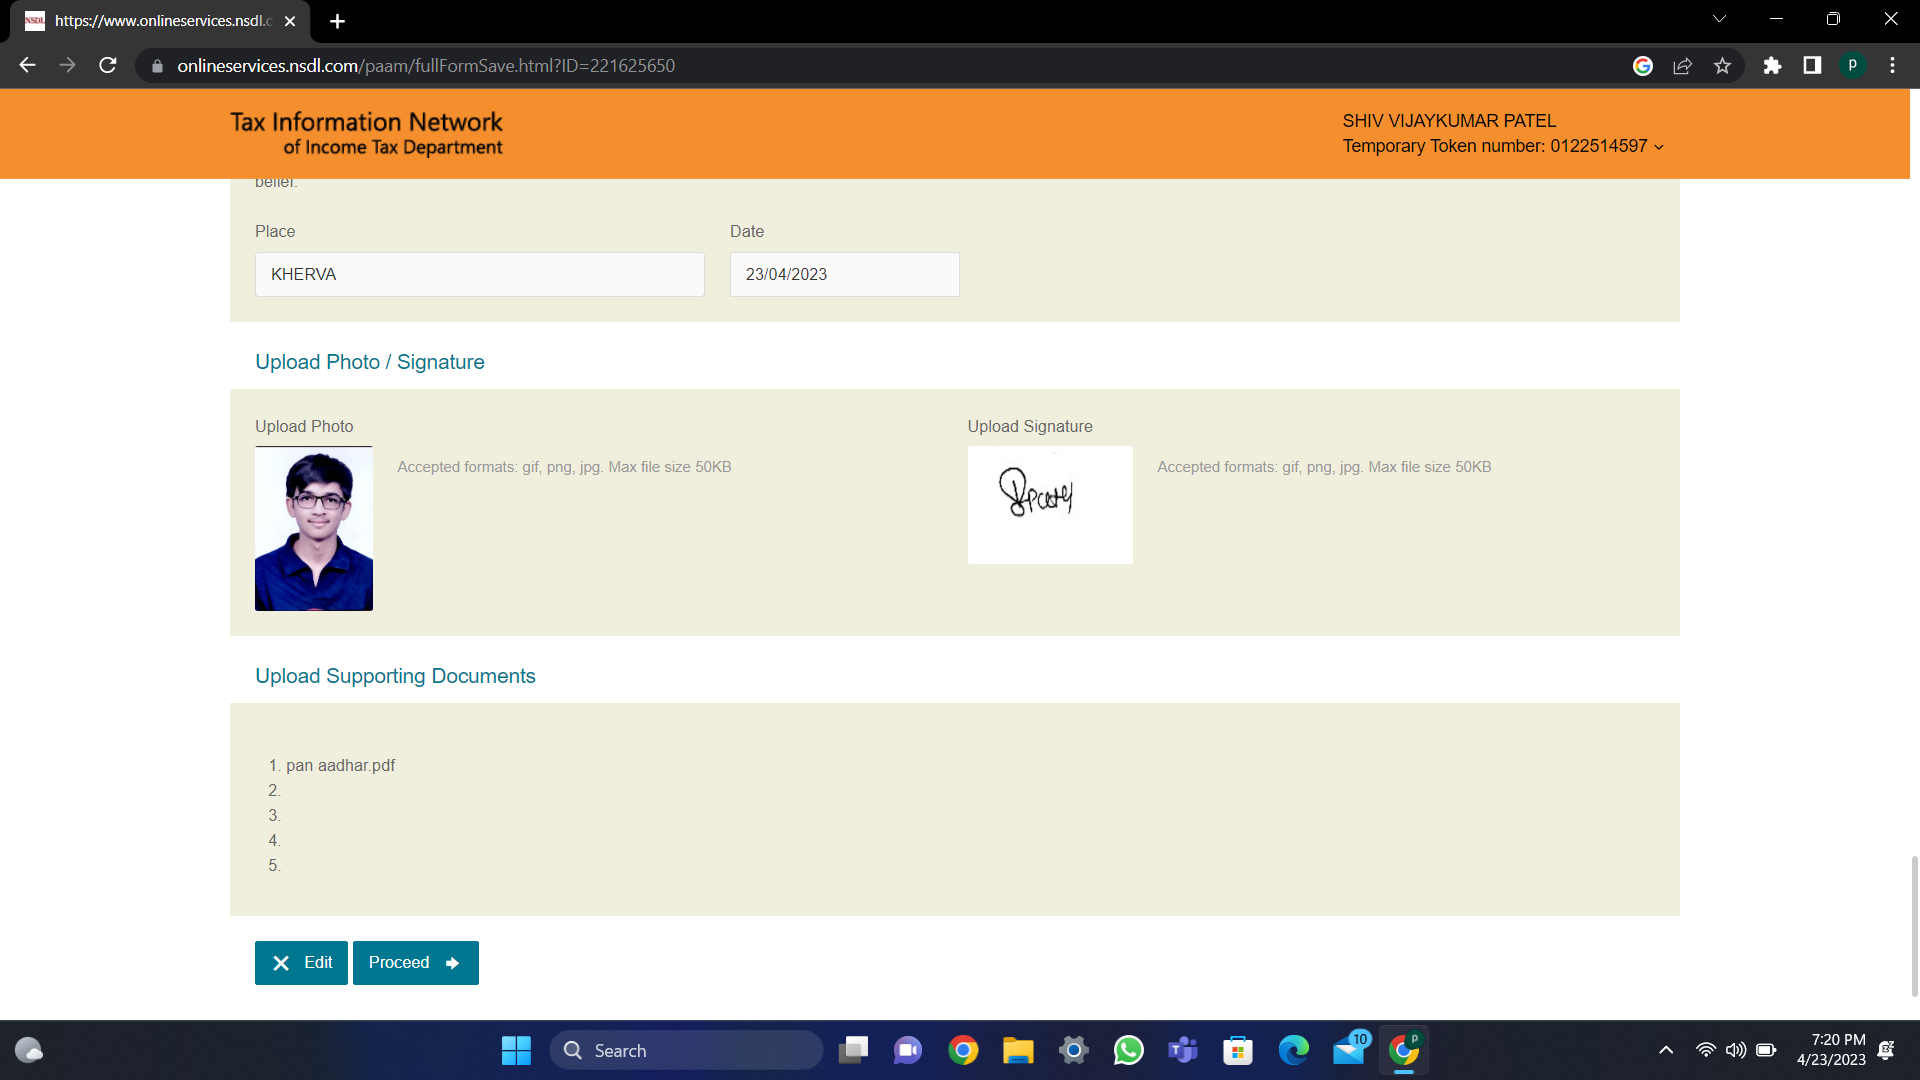 https://www.onlineservices.nsdl.c
onlineservices.nsdl.com/paam/fullFormSave.html?ID=221625650
Tax Information Network
of Income Tax Department
SHIV VIJAYKUMAR PATEL
Temporary Token number: 0122514597
belief.
Place
Date
KHERVA
23/04/2023
Upload Photo / Signature
Upload Photo
Accepted formats: gif, png, jpg. Max file size 50KB
Upload Signature
Accepted formats: gif, png, jpg. Max file size 50KB
Upload Supporting Documents
1. pan aadhar.pdf
2.
3.
4.
5.
Edit
Proceed
Search
10
7:20 PM
4/23/2023